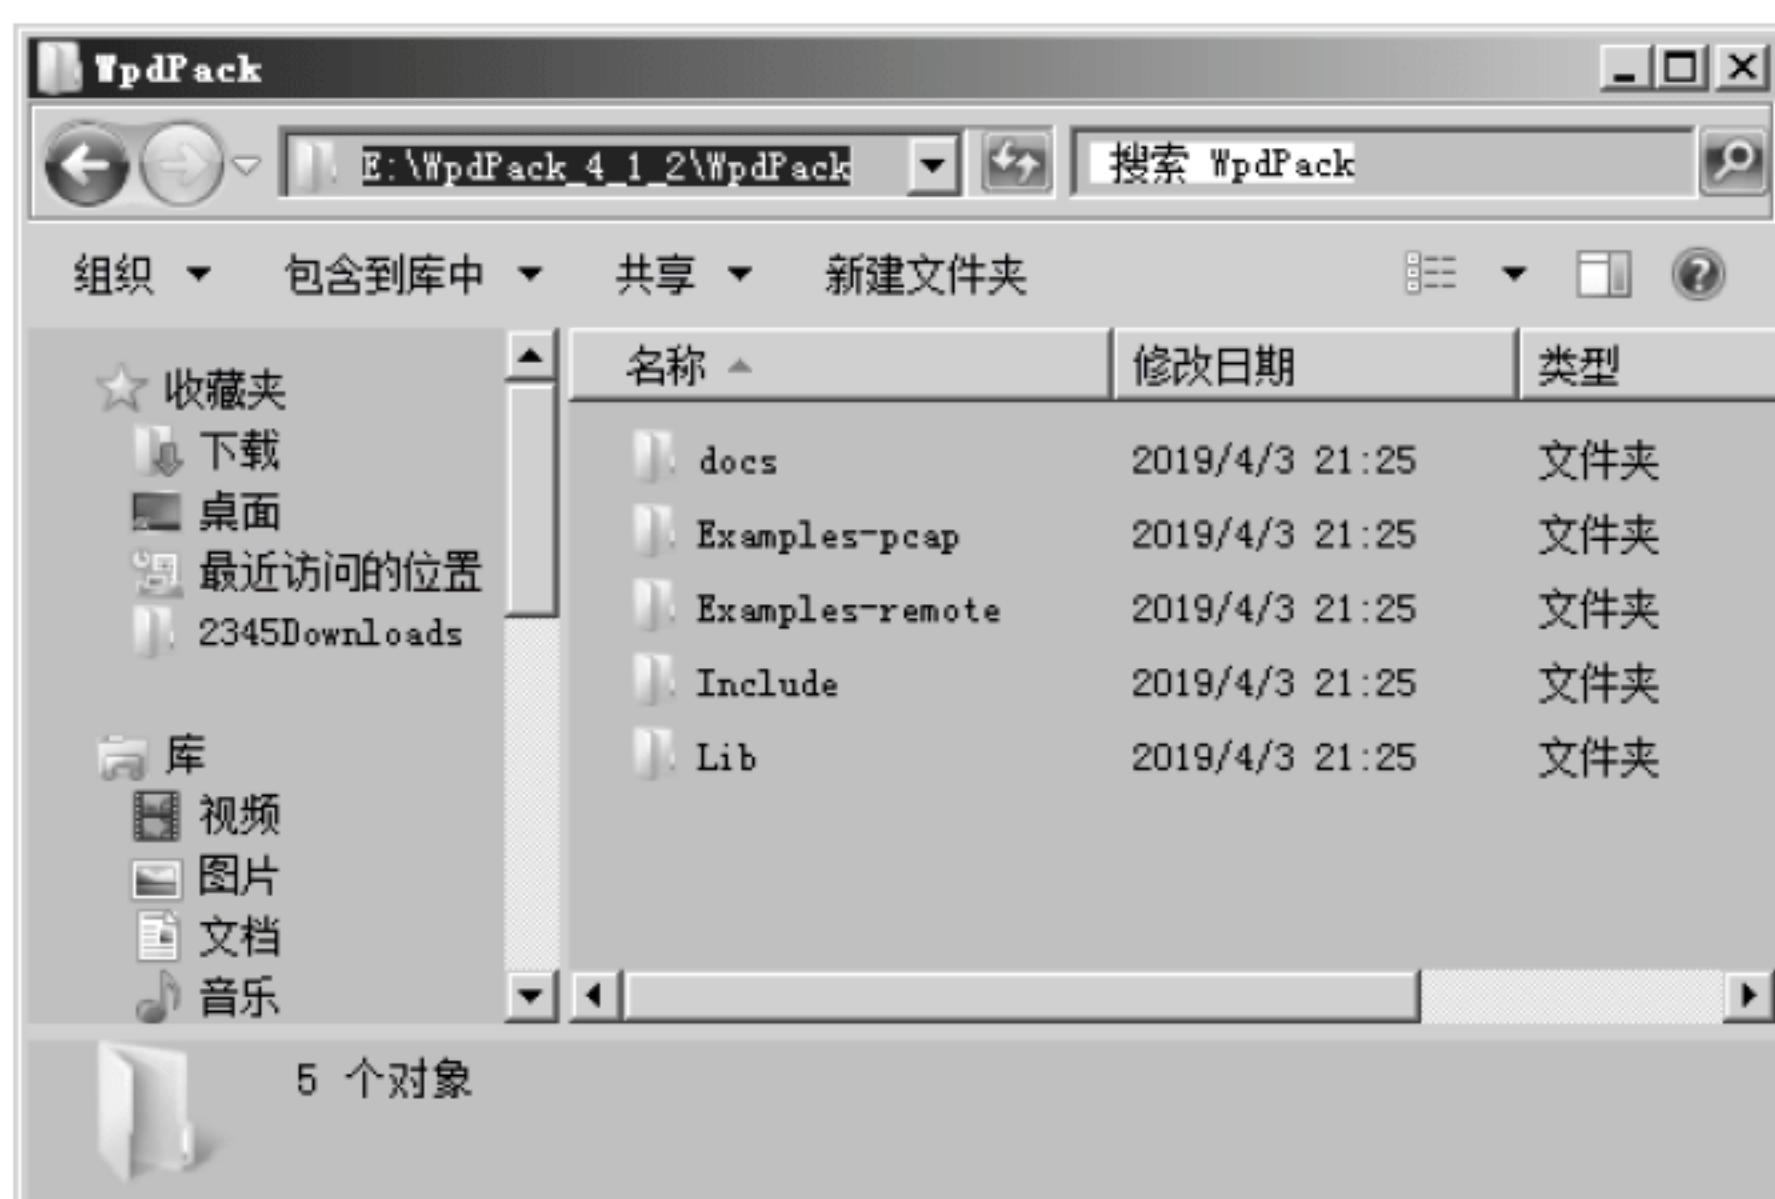 WpdPack
E:\WpdPack_4_1_2\WpdPack
搜索 WpdPack
组织 包含到库中 共享 新建文件夹
收藏夹
下载
桌面
最近访问的位置
2345Downloads
库
视频
图片
文档
音乐
名称 修改日期 类型
docs 2019/4/3 21:25 文件夹
Examples-pcap 2019/4/3 21:25 文件夹
Examples-remote 2019/4/3 21:25 文件夹
Include 2019/4/3 21:25 文件夹
Lib 2019/4/3 21:25 文件夹
5 个对象